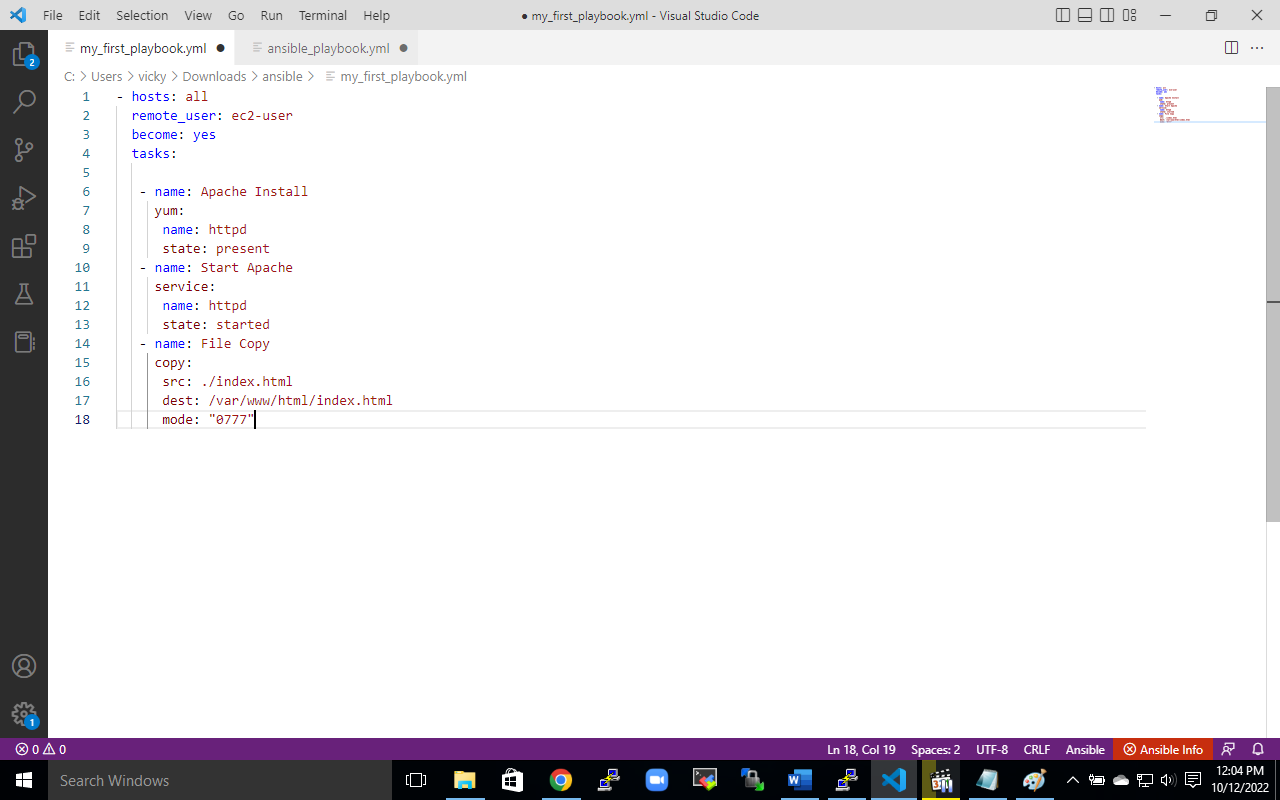 File Edit Selection View Go Run Terminal Help ● my_first_playbook.yml - Visual Studio Code
my_first_playbook.yml ● ansible_playbook.yml ●
C: > Users > vicky > Downloads > ansible > my_first_playbook.yml
1 - hosts: all
2 remote_user: ec2-user
3 become: yes
4 tasks:
5
6 - name: Apache Install
7 yum:
8 name: httpd
9 state: present
10 - name: Start Apache
11 service:
12 name: httpd
13 state: started
14 - name: File Copy
15 copy:
16 src: ./index.html
17 dest: /var/www/html/index.html
18 mode: "0777"
2
1
0 0 Ln 18, Col 19 Spaces: 2 UTF-8 CRLF Ansible Ansible Info
Search Windows
12:04 PM
10/12/2022